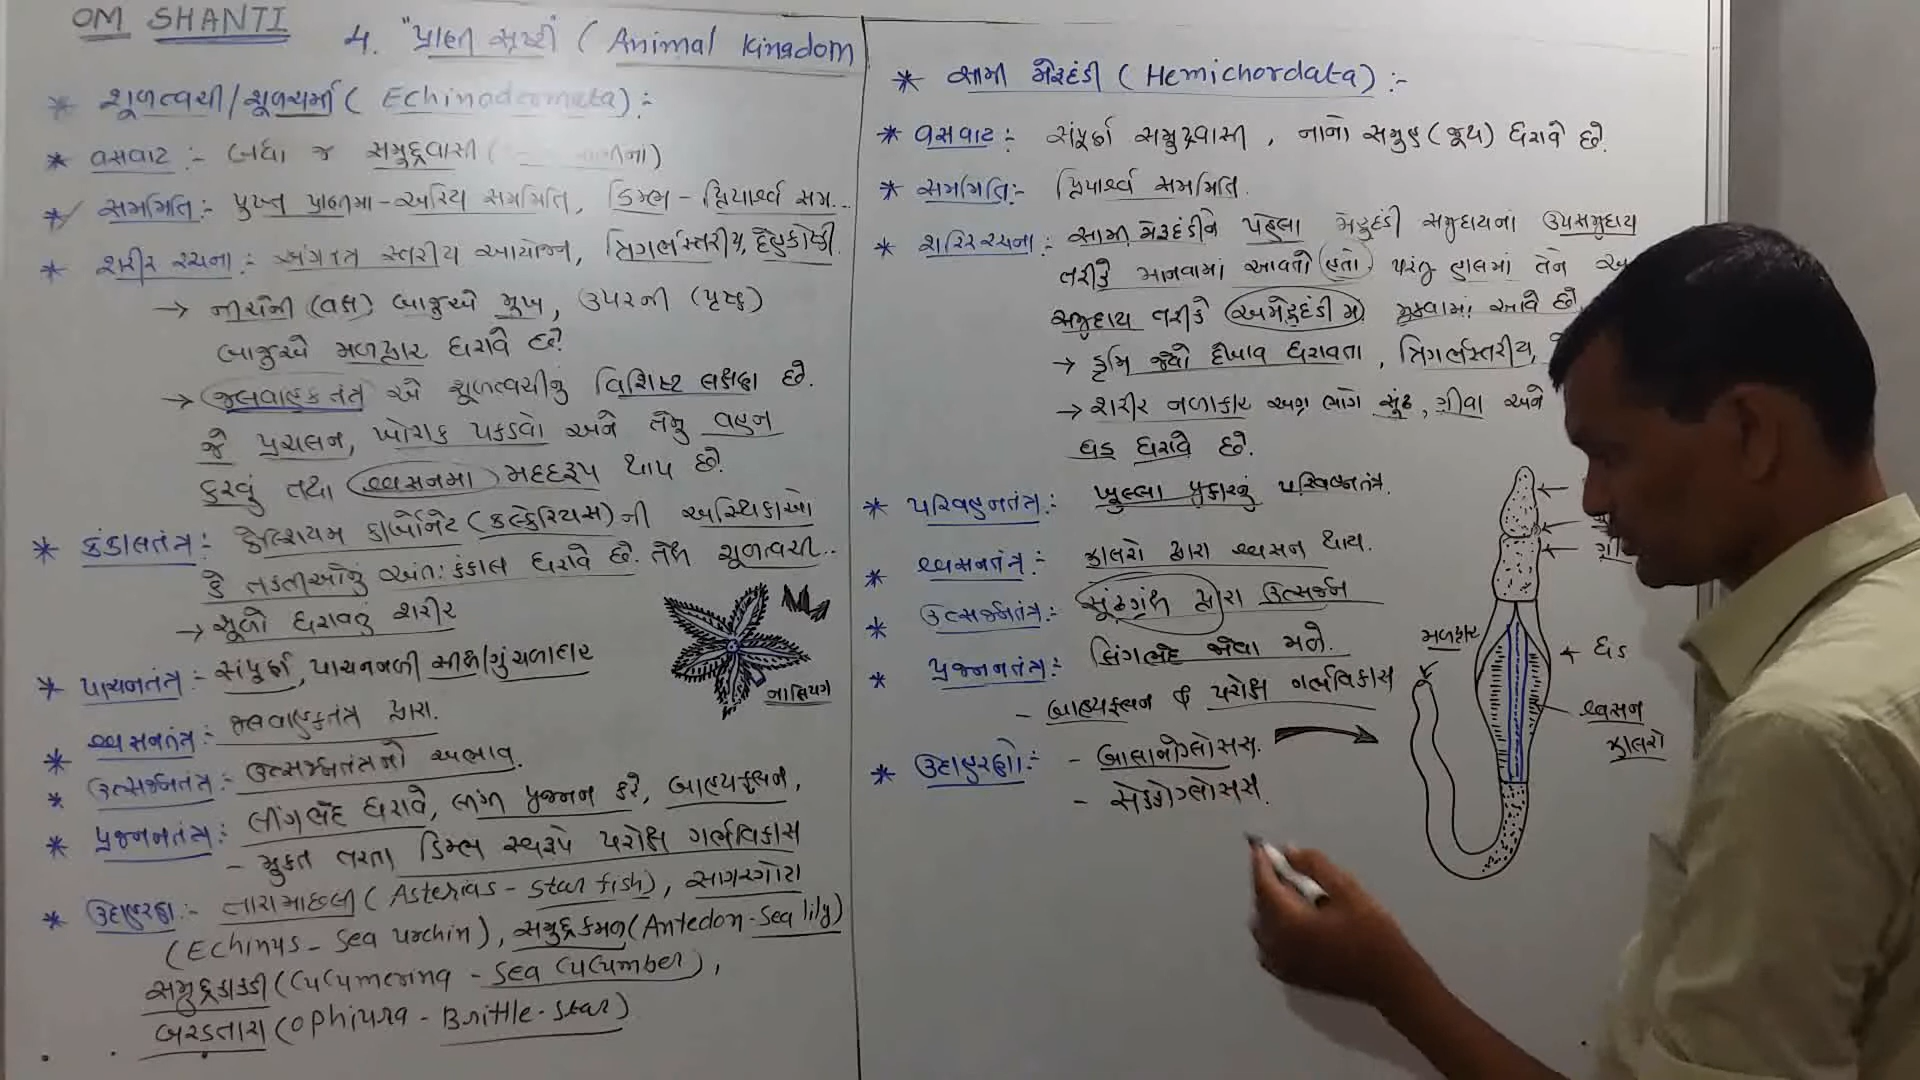 OM SHANTI
4. "પ્રાણી સૃષ્ટી (Animal Kingdom
* શૂળત્વચી/શૂળચર્મી (Echinodermata) :-
* વસવાટ :- બધા જ સમુદ્રવાસી (
* સમમિતિ :- પુખ્ત પ્રાણીમા - અરિય સમમિતિ, ડિમ્ભ - દ્વિપાર્શ્વ સમ...
* શરીર રચના :- અંગતંત્ર સ્તરીય આયોજન, ત્રિગર્ભસ્તરીય, દેહકોષ્ઠી.
→ નીચેની (વક્ષ) બાજુએ મુખ, ઉપરની (પૃષ્ઠ)
બાજુએ મળદ્વાર ધરાવે છે.
→ જલવાહકતંત્ર એ શૂળત્વચીનું વિશિષ્ટ લક્ષણ છે.
જે પ્રચલન, ખોરાક પકડવો અને તેનું વહન
કરવું તથા શ્વસનમા મદદરૂપ થાય છે.
* કંકાલતંત્ર :- કેલ્શિયમ કાર્બોનેટ (કેલ્કેરિયસ) ની અસ્થિકાઓ
કે તકતીઓનું અંતઃકંકાલ ધરાવે છે. તેથી શૂળત્વચી..
→ શૂળો ધરાવતું શરીર
* પાચનતંત્ર :- સંપૂર્ણ, પાચનનળી સીધી/ગુંચળાદાર
* શ્વસનતંત્ર :- જલવાહકતંત્ર દ્વારા.
* ઉત્સર્જનતંત્ર :- ઉત્સર્જનતંત્રનો અભાવ.
* પ્રજનનતંત્ર :- લીંગભેદ ધરાવે, લીંગી પ્રજનન કરે, બાહ્યફલન,
- મુક્ત તરતા ડિમ્ભ સ્વરૂપે પરોક્ષ ગર્ભવિકાસ
* ઉદાહરણ :- તારામાછલી (Asterias - Star fish), સાગરગોટા
(Echinus - Sea urchin), સમુદ્રકમળ (Antedon - Sea lily)
સમુદ્રકાકડી (Cucumeria - Sea Cucumber),
બરડતારા (Ophiura - Brittle - Star)
* સામી મેરૂદંડી (Hemichordata) :-
* વસવાટ :- સંપૂર્ણ સમુદ્રવાસી, નાનો સમુહ (જૂથ) ધરાવે છે.
* સમમિતિ :- દ્વિપાર્શ્વ સમમિતિ.
* શરિર રચના :- સામી મેરૂદંડીને પહેલા મેરૂદંડી સમુદાયનાં ઉપસમુદાય
તરીકે માનવામાં આવતો હતો. પરંતુ હાલમાં તેને
સમુદાય તરીકે અમેરૂદંડીમાં મૂકવામાં આવે છે.
→ કૃમિ જેવો દેખાવ ધરાવતા, ત્રિગર્ભસ્તરીય,
→ શરીર નળાકાર અગ્ર ભાગે સૂંઢ, ગ્રીવા અને
ધડ ધરાવે છે.
* પરિવહનતંત્ર :- ખુલ્લા પ્રકારનું પરિવહનતંત્ર.
* શ્વસનતંત્ર :- ઝાલરો દ્વારા શ્વસન થાય.
* ઉત્સર્જનતંત્ર :- સૂંઢગ્રંથિ દ્વારા ઉત્સર્જન
* પ્રજનનતંત્ર :- લિંગભેદ જોવા મળે.
- બાહ્યફલન & પરોક્ષ ગર્ભવિકાસ
* ઉદાહરણો :- - બાલાનોગ્લોસસ.
- સેકોગ્લોસસ.
મળદ્વાર
ધડ
શ્વસન
ઝાલરો